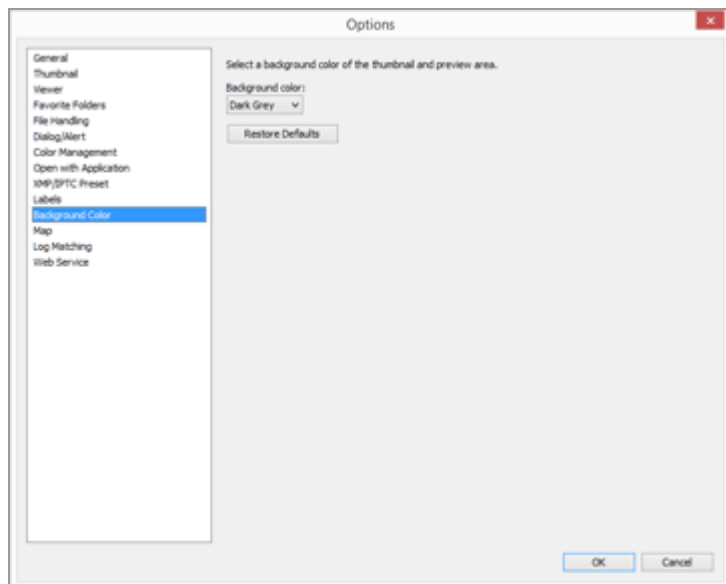 Options
General
Thumbnail
Viewer
Favorite Folders
File Handling
Dialog/Alert
Color Management
Open with Application
XMP/IPTC Preset
Labels
Background Color
Map
Log Matching
Web Service
Select a background color of the thumbnail and preview area.
Background color:
Dark Grey
Restore Defaults
OK
Cancel